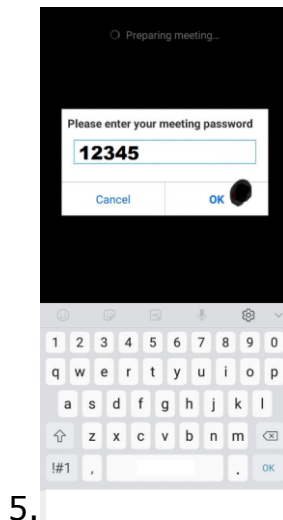 Preparing meeting...
Please enter your meeting password
12345
Cancel OK
1 2 3 4 5 6 7 8 9 0
q w e r t y u i o p
a s d f g h j k l
z x c v b n m
!#1 , . OK
5.